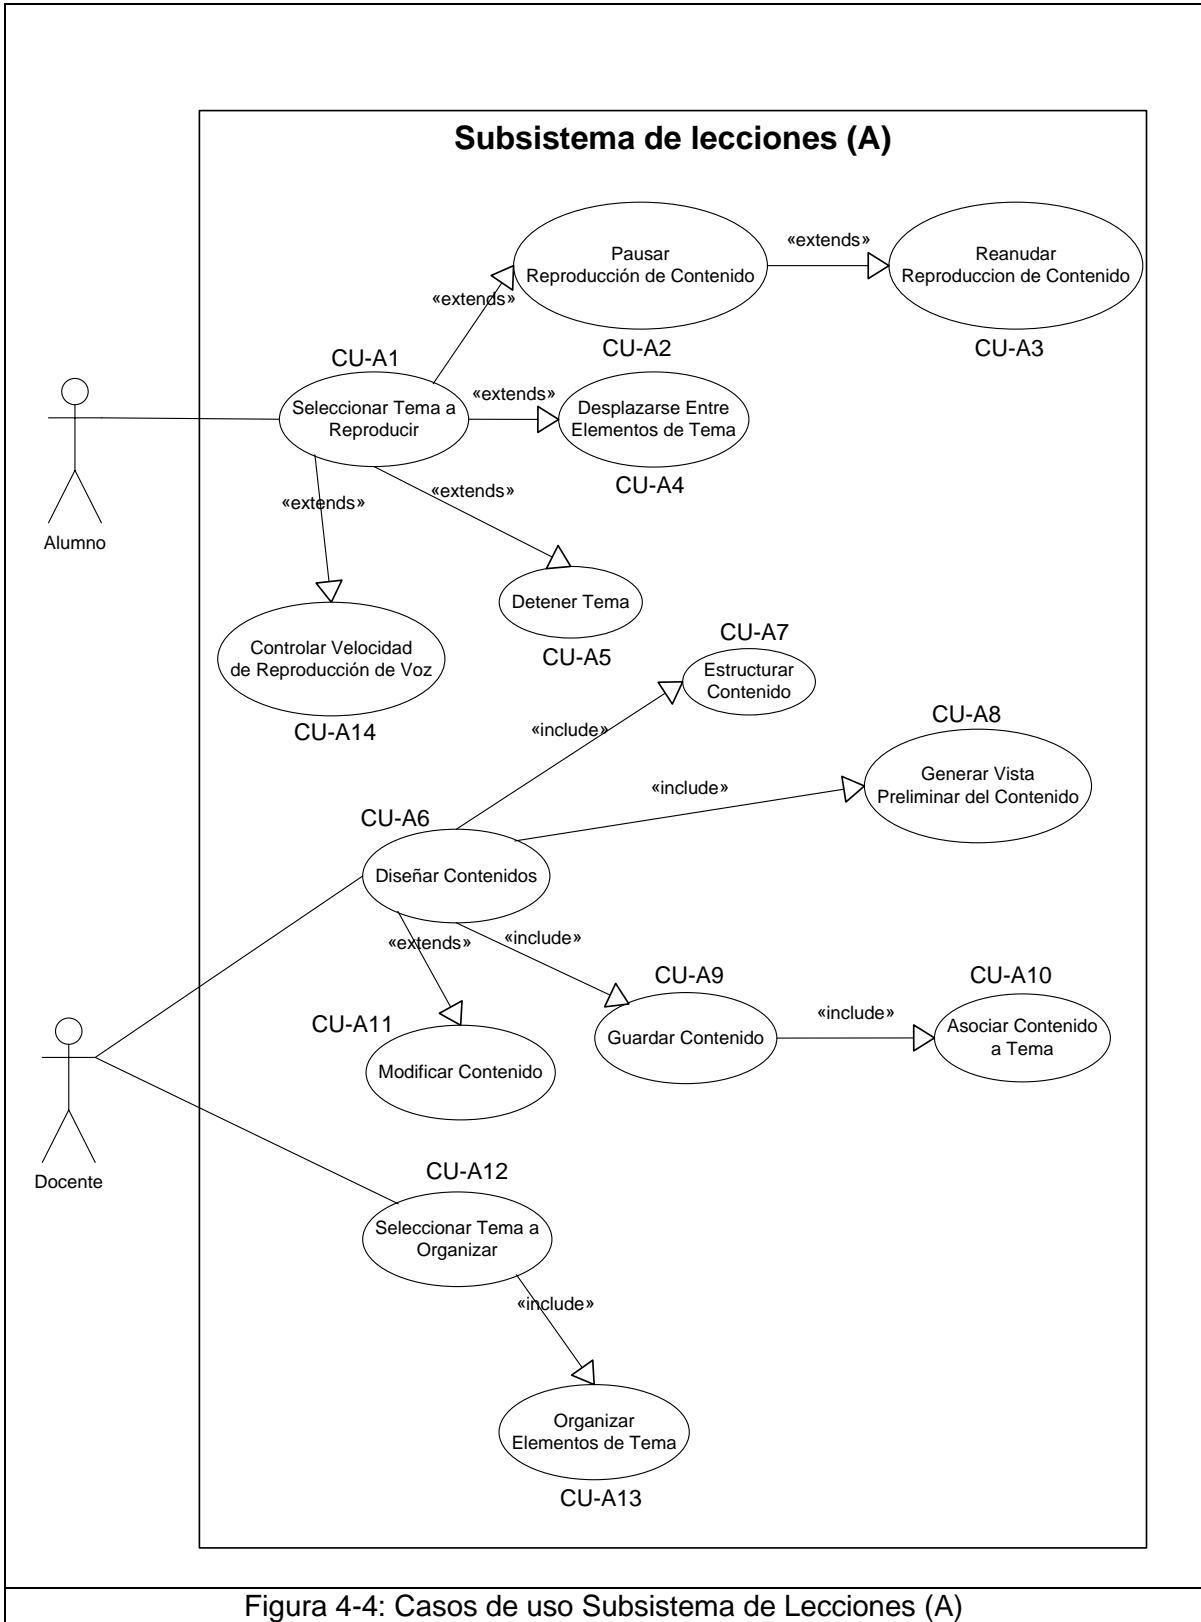 Subsistema de lecciones (A)
Pausar
Reproducción de Contenido
CU-A2
«extends»
Reanudar
Reproduccion de Contenido
CU-A3
«extends»
CU-A1
Seleccionar Tema a
Reproducir
«extends»
Desplazarse Entre
Elementos de Tema
CU-A4
Alumno
«extends»
«extends»
Detener Tema
CU-A5
Controlar Velocidad
de Reproducción de Voz
CU-A14
CU-A7
Estructurar
Contenido
«include»
CU-A8
Generar Vista
Preliminar del Contenido
«include»
CU-A6
Diseñar Contenidos
«extends»
«include»
CU-A9
Guardar Contenido
«include»
CU-A10
Asociar Contenido
a Tema
CU-A11
Modificar Contenido
Docente
CU-A12
Seleccionar Tema a
Organizar
«include»
Organizar
Elementos de Tema
CU-A13
Figura 4-4: Casos de uso Subsistema de Lecciones (A)